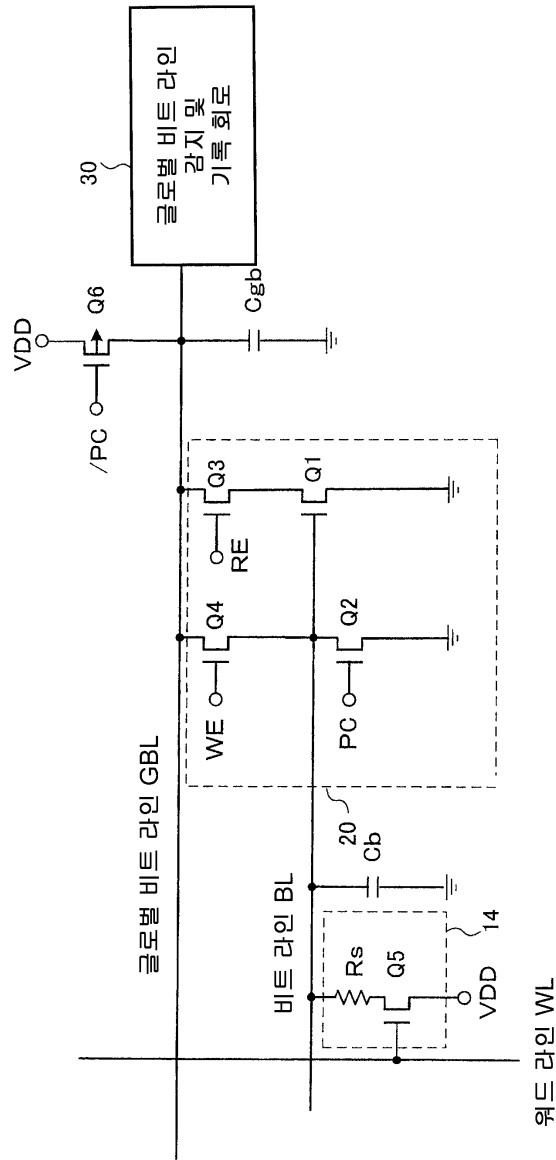 글로벌 비트 라인
감지 및
기록 회로
30
VDD
Q6
/PC
Cgb
Q3
RE
Q1
Q4
WE
Q2
PC
20
글로벌 비트 라인 GBL
비트 라인 BL
Cb
Rs
Q5
14
VDD
워드 라인 WL